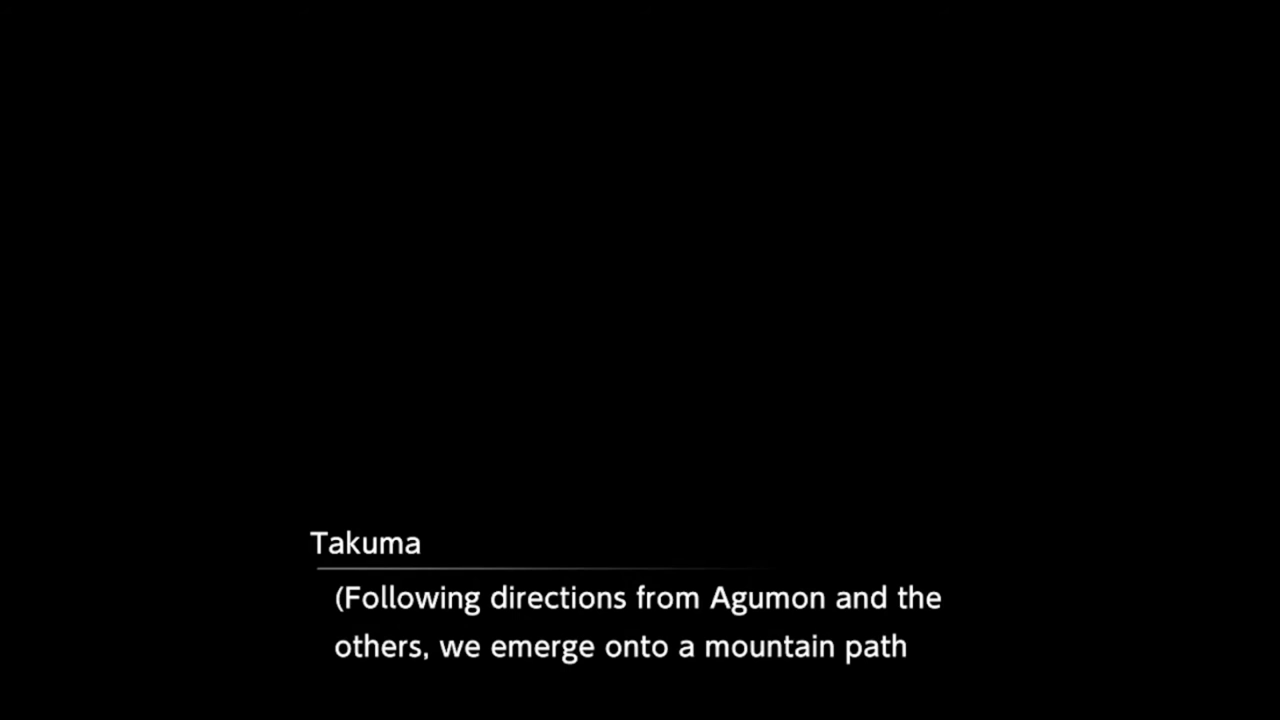 Takuma
(Following directions from Agumon and the
others, we emerge onto a mountain path